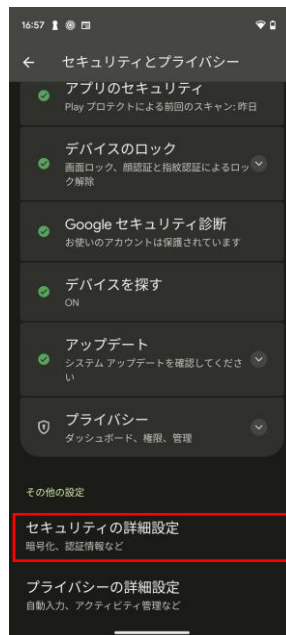 16:57
← セキュリティとプライバシー
アプリのセキュリティ
Play プロテクトによる前回のスキャン: 昨日
デバイスのロック
画面ロック、顔認証と指紋認証によるロッ
ク解除
Google セキュリティ診断
お使いのアカウントは保護されています
デバイスを探す
ON
アップデート
システム アップデートを確認してくださ
い
プライバシー
ダッシュボード、権限、管理
その他の設定
セキュリティの詳細設定
暗号化、認証情報など
プライバシーの詳細設定
自動入力、アクティビティ管理など